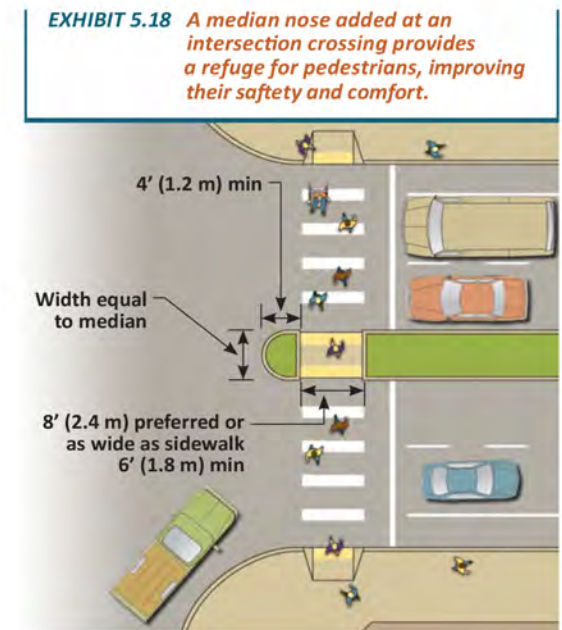 EXHIBIT 5.18 A median nose added at an
intersection crossing provides
a refuge for pedestrians, improving
their saftety and comfort.
4’ (1.2 m) min
Width equal
to median
8’ (2.4 m) preferred or
as wide as sidewalk
6’ (1.8 m) min